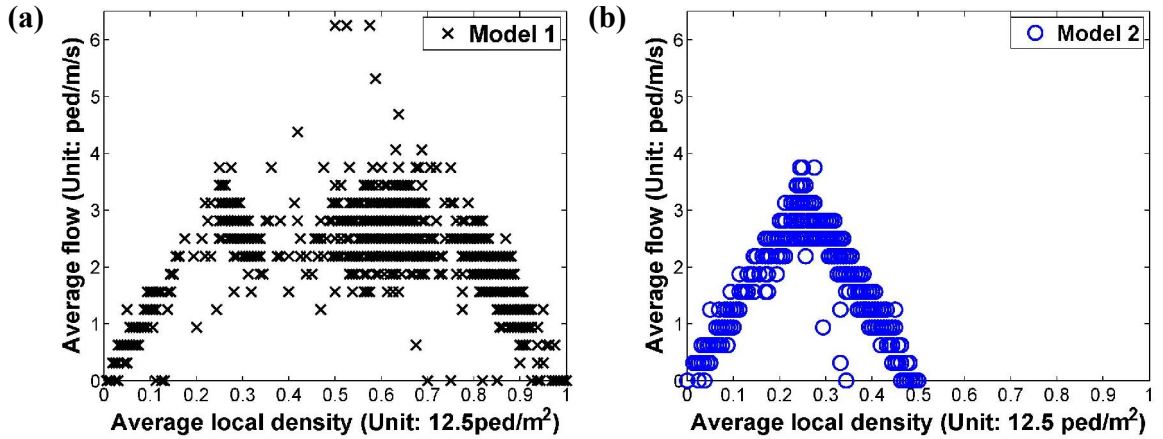 (a)
Average flow (Unit: ped/m/s)
6
5
4
3
2
1
0
0 0.1 0.2 0.3 0.4 0.5 0.6 0.7 0.8 0.9 1
Average local density (Unit: 12.5ped/m²)
Model 1
(b)
Average flow (Unit: ped/m/s)
6
5
4
3
2
1
0
0 0.1 0.2 0.3 0.4 0.5 0.6 0.7 0.8 0.9 1
Average local density (Unit: 12.5 ped/m²)
Model 2